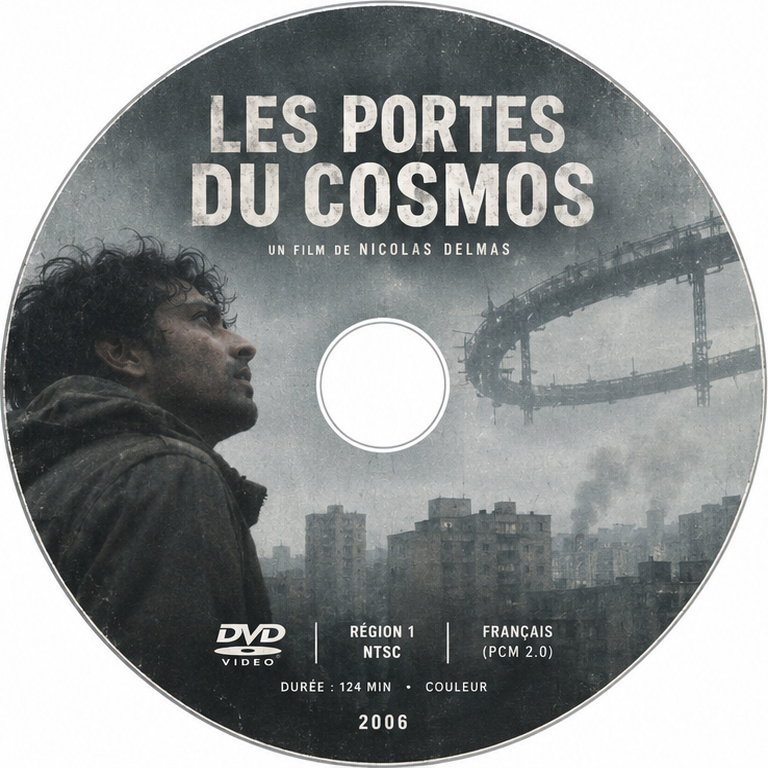 LES PORTES
DU COSMOS
UN FILM DE NICOLAS DELMAS
DVD
VIDEO
RÉGION 1
NTSC
FRANÇAIS
(PCM 2.0)
DURÉE : 124 MIN • COULEUR
2006